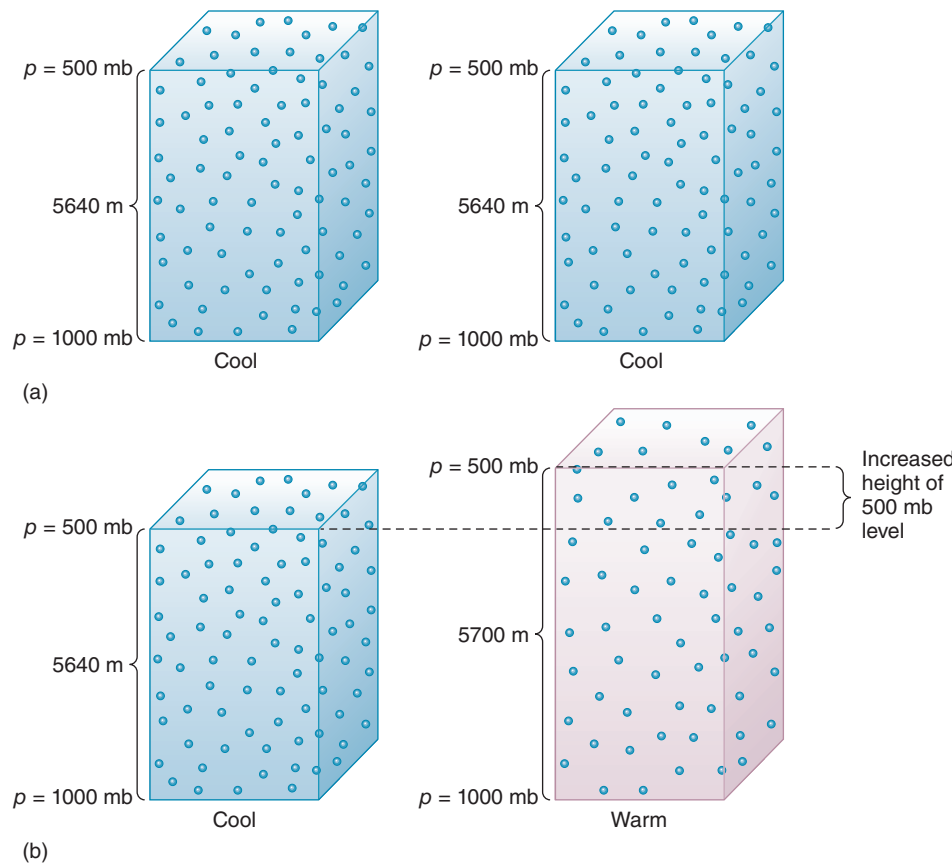 p = 500 mb
p = 500 mb
5640 m
5640 m
p = 1000 mb
p = 1000 mb
Cool
Cool
(a)
p = 500 mb
Increased
height of
500 mb
level
p = 500 mb
5700 m
5640 m
p = 1000 mb
p = 1000 mb
Cool
Warm
(b)